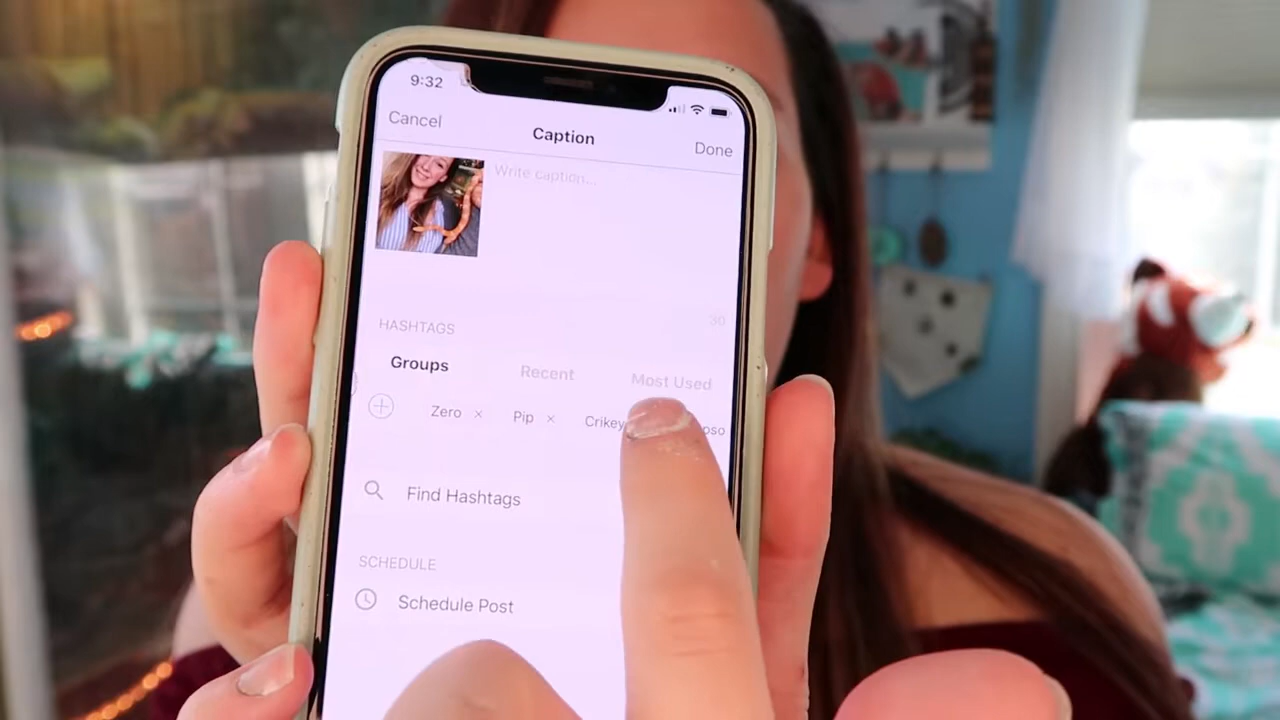 9:32
Cancel Caption Done
Write caption...
30
HASHTAGS
Groups Recent Most Used
Zero × Pip × Crikey
Find Hashtags
SCHEDULE
Schedule Post